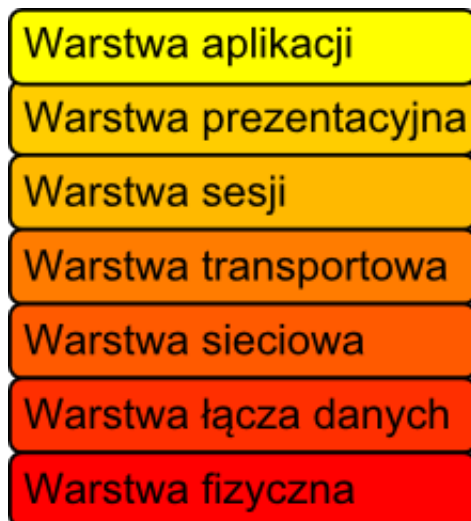 Warstwa aplikacji
Warstwa prezentacyjna
Warstwa sesji
Warstwa transportowa
Warstwa sieciowa
Warstwa łącza danych
Warstwa fizyczna